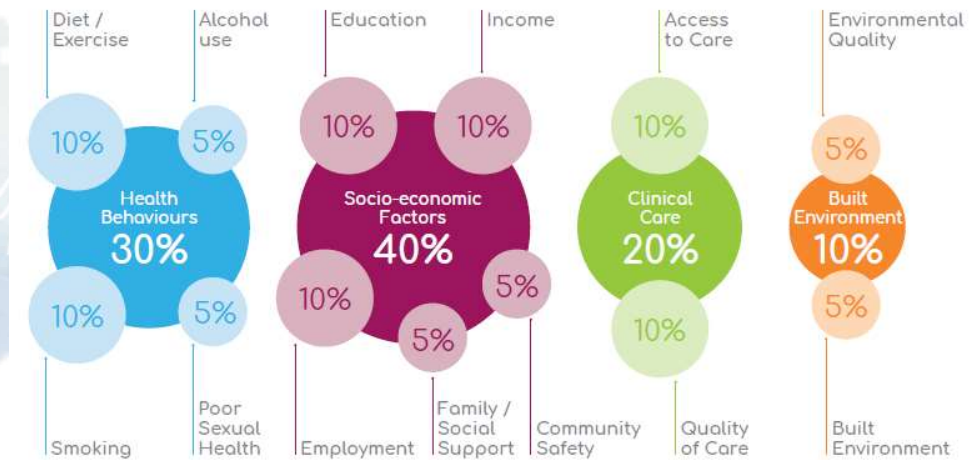 Diet /
Exercise
Alcohol
use
Education
Income
Access
to Care
Environmental
Quality
10%
5%
10%
10%
10%
5%
Health
Behaviours
30%
Socio-economic
Factors
40%
Clinical
Care
20%
Built
Environment
10%
10%
5%
10%
5%
5%
10%
5%
Smoking
Poor
Sexual
Health
Employment
Family /
Social
Support
Community
Safety
Quality
of Care
Built
Environment